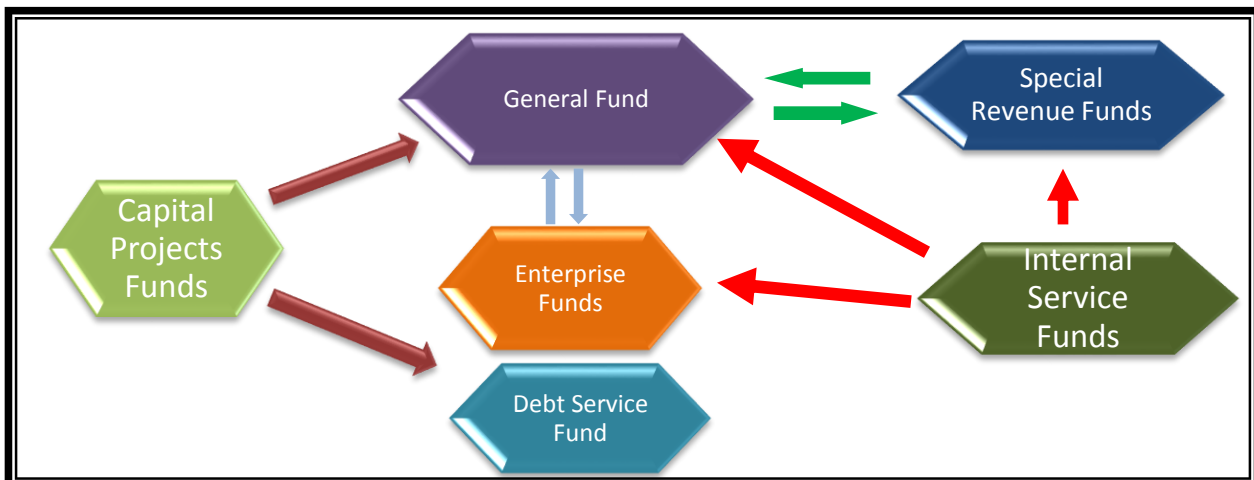 General Fund
Special
Revenue Funds
Capital
Projects
Funds
Enterprise
Funds
Internal
Service
Funds
Debt Service
Fund